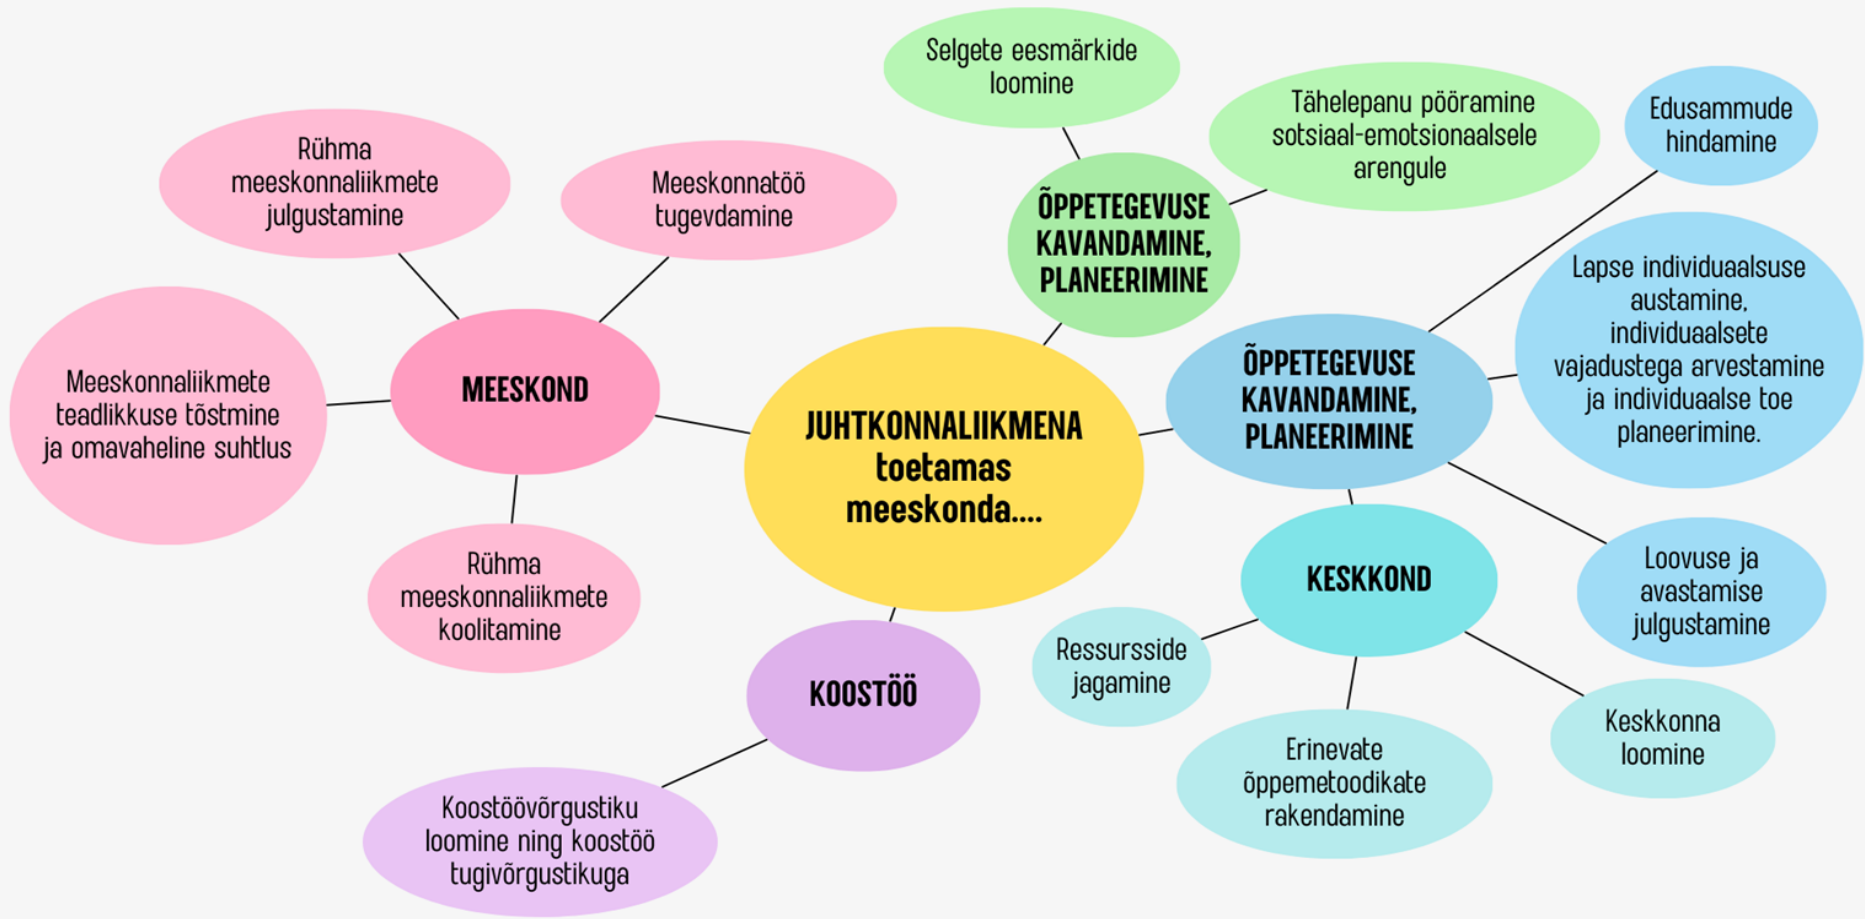 JUHTKONNALIIKMENA
toetamas
meeskonda....
MEESKOND
Rühma
meeskonnaliikmete
julgustamine
Meeskonnatöö
tugevdamine
Meeskonnaliikmete
teadlikkuse tõstmine
ja omavaheline suhtlus
Rühma
meeskonnaliikmete
koolitamine
ÕPPETEGEVUSE
KAVANDAMINE,
PLANEERIMINE
Selgete eesmärkide
loomine
Tähelepanu pööramine
sotsiaal-emotsionaalsele
arengule
ÕPPETEGEVUSE
KAVANDAMINE,
PLANEERIMINE
Edusammude
hindamine
Lapse individuaalsuse
austamine,
individuaalsete
vajadustega arvestamine
ja individuaalse toe
planeerimine.
Loovuse ja
avastamise
julgustamine
KESKKOND
Ressursside
jagamine
Erinevate
õppemetoodikate
rakendamine
Keskkonna
loomine
KOOSTÖÖ
Koostöövõrgustiku
loomine ning koostöö
tugivõrgustikuga